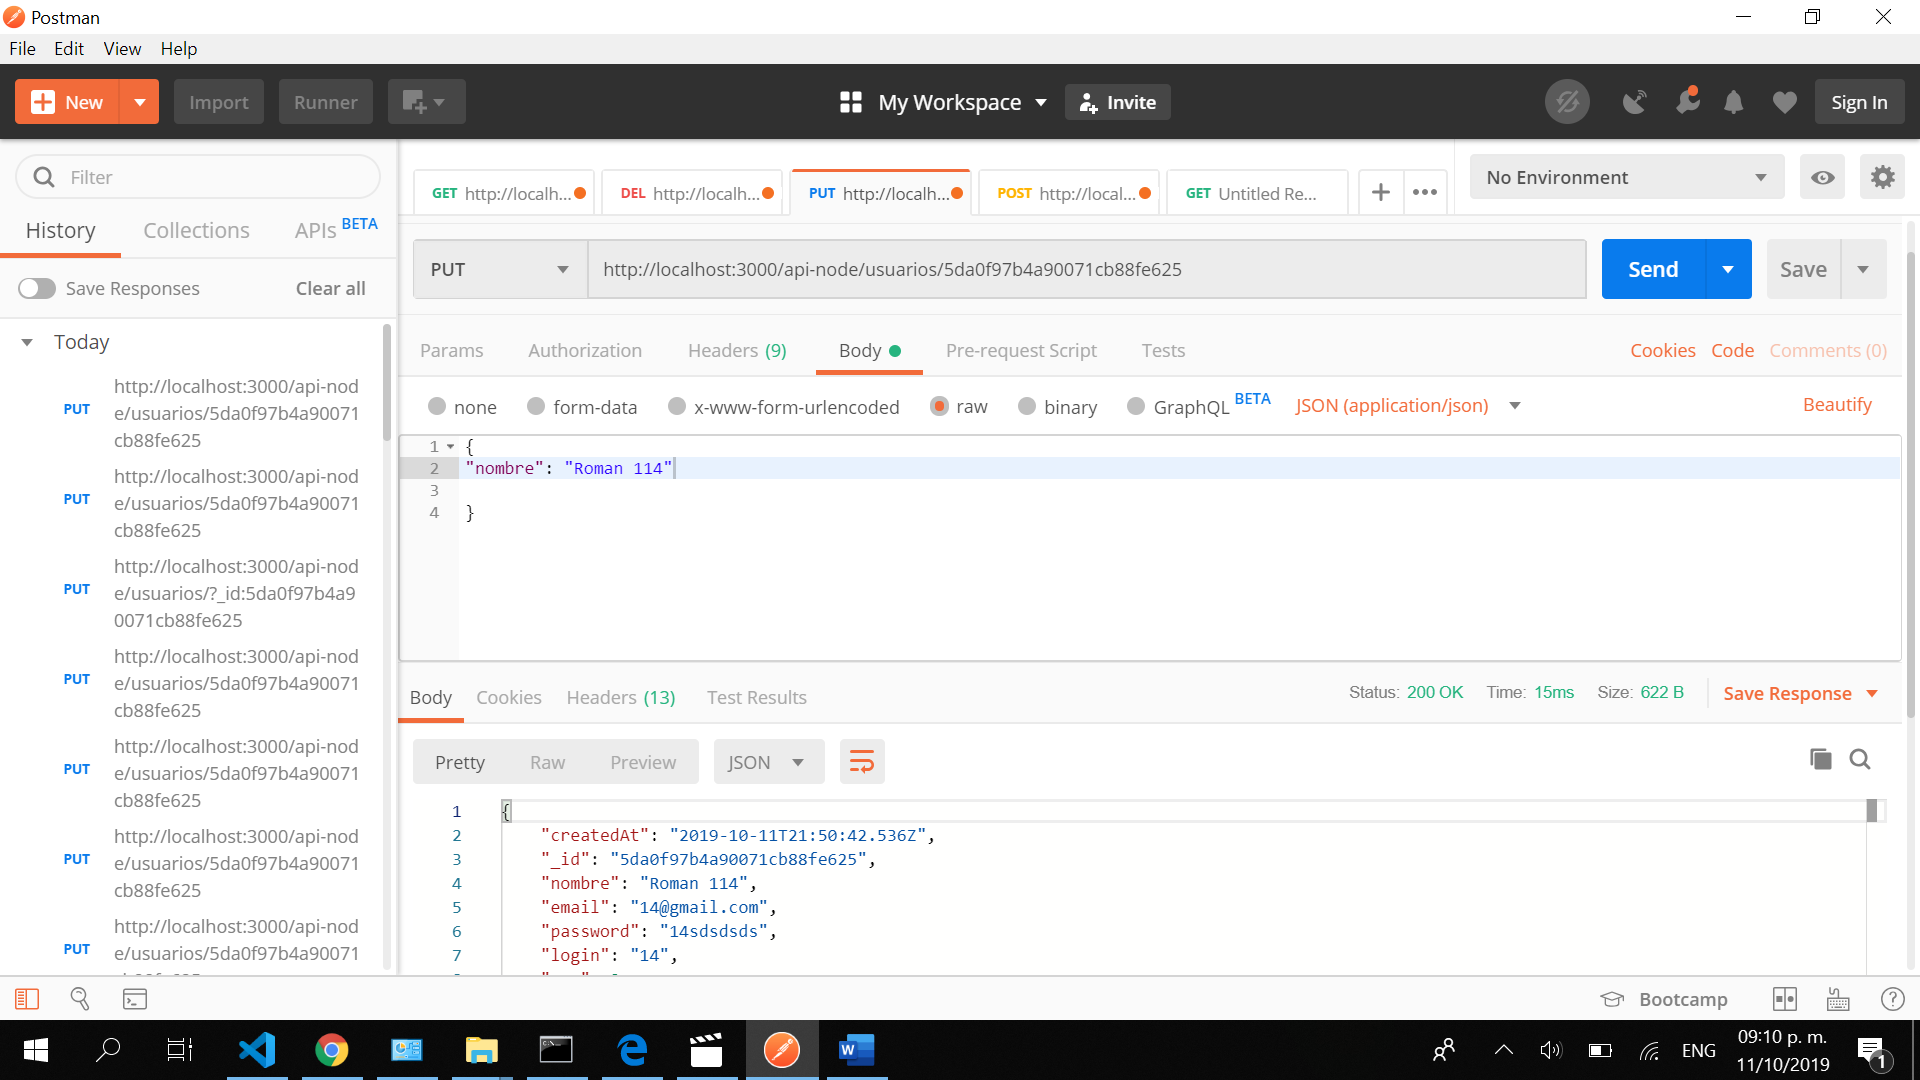 Postman
File Edit View Help
New Import Runner My Workspace Invite Sign In
Filter
History Collections APIs BETA
Save Responses Clear all
Today
PUT http://localhost:3000/api-nod
e/usuarios/5da0f97b4a90071
cb88fe625
PUT http://localhost:3000/api-nod
e/usuarios/5da0f97b4a90071
cb88fe625
PUT http://localhost:3000/api-nod
e/usuarios/?_id:5da0f97b4a9
0071cb88fe625
PUT http://localhost:3000/api-nod
e/usuarios/5da0f97b4a90071
cb88fe625
PUT http://localhost:3000/api-nod
e/usuarios/5da0f97b4a90071
cb88fe625
PUT http://localhost:3000/api-nod
e/usuarios/5da0f97b4a90071
cb88fe625
PUT http://localhost:3000/api-nod
e/usuarios/5da0f97b4a90071
GET http://localh... DEL http://localh... PUT http://localh... POST http://local... GET Untitled Re... + •••
No Environment
PUT http://localhost:3000/api-node/usuarios/5da0f97b4a90071cb88fe625 Send Save
Params Authorization Headers (9) Body Pre-request Script Tests Cookies Code Comments (0)
none form-data x-www-form-urlencoded raw binary GraphQL BETA JSON (application/json) Beautify
1 {
2 "nombre": "Roman 114"
3
4 }
Body Cookies Headers (13) Test Results Status: 200 OK Time: 15ms Size: 622 B Save Response
Pretty Raw Preview JSON
1 {
2 "createdAt": "2019-10-11T21:50:42.536Z",
3 "_id": "5da0f97b4a90071cb88fe625",
4 "nombre": "Roman 114",
5 "email": "14@gmail.com",
6 "password": "14sdsdsds",
7 "login": "14",
Bootcamp
ENG 09:10 p. m.
11/10/2019 1